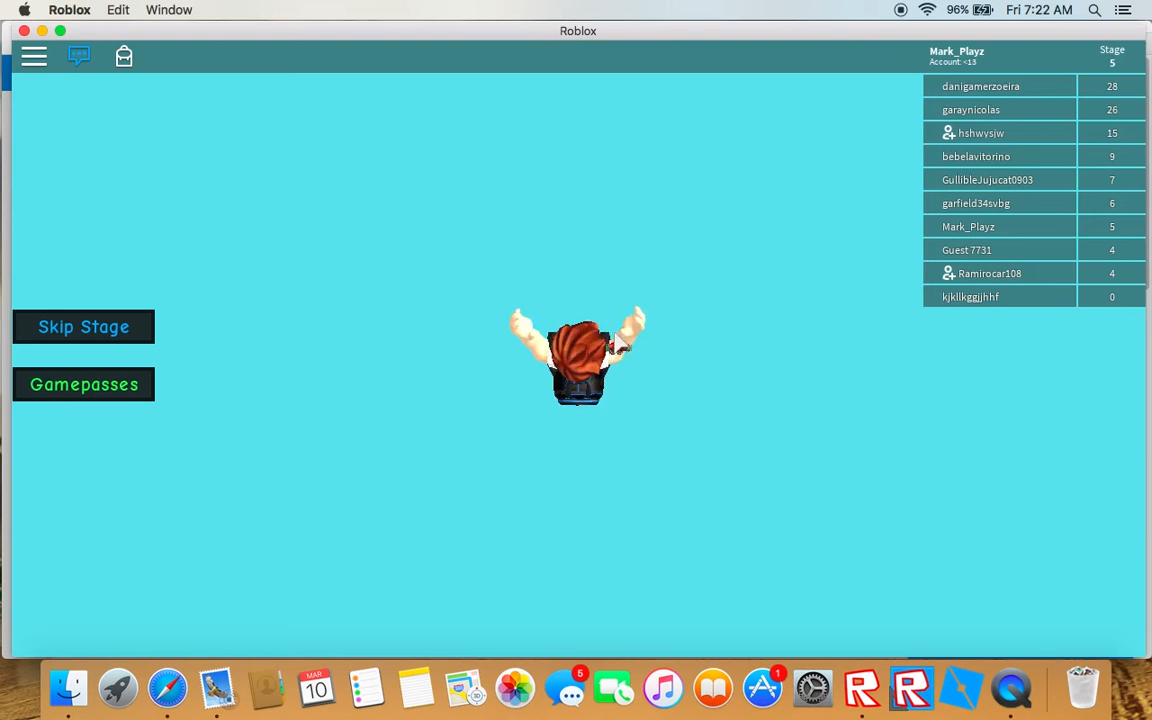 Roblox Edit Window 96% Fri 7:22 AM
Roblox
Mark_Playz Stage
Account: <13 5
danigamerzoeira 28
garaynicolas 26
hshwysjw 15
bebelavitorino 9
GullibleJujucat0903 7
garfield34svbg 6
Mark_Playz 5
Guest 7731 4
Ramirocar108 4
kjkllkggjjhhf 0
Skip Stage
Gamepasses
MAR
10
5
1